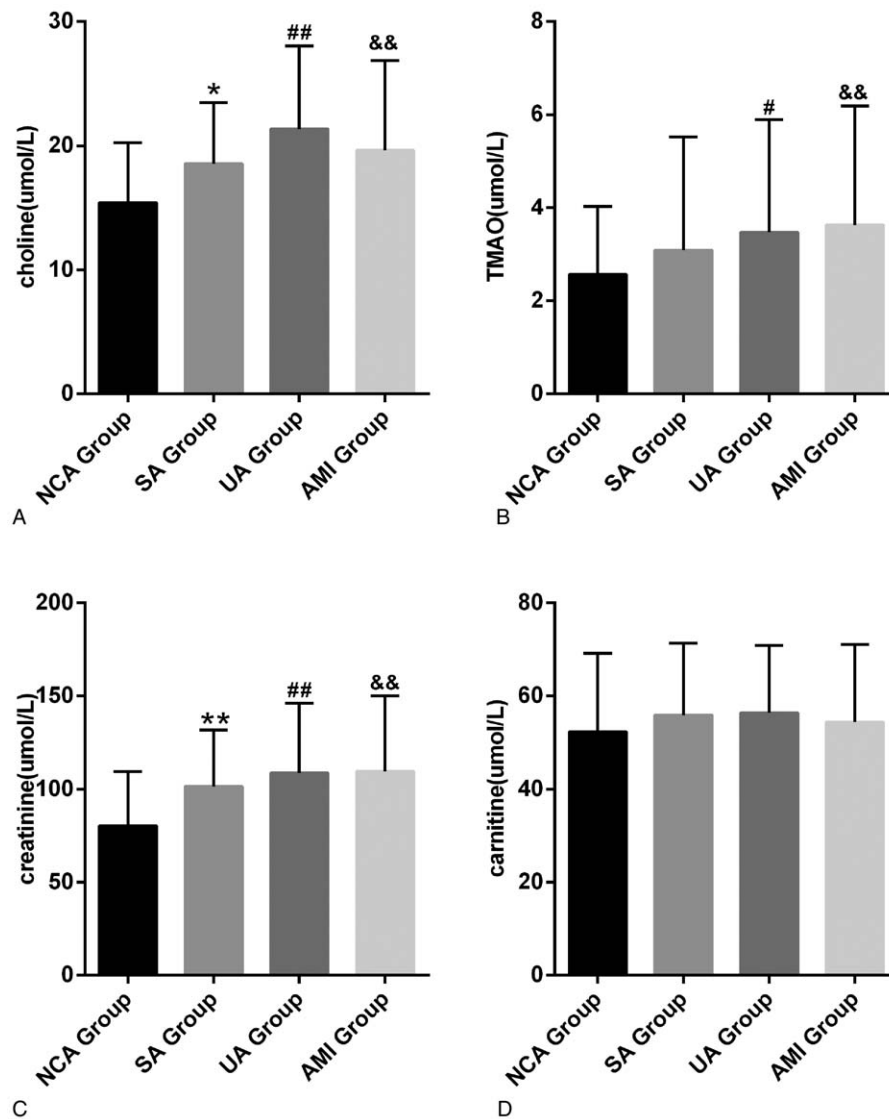 choline(umol/L)
30
20
10
0
*
##
&&
NCA Group
SA Group
UA Group
AMI Group
A
TMAO(umol/L)
8
6
4
2
0
#
&&
NCA Group
SA Group
UA Group
AMI Group
B
creatinine(umol/L)
200
150
100
50
0
**
##
&&
NCA Group
SA Group
UA Group
AMI Group
C
carnitine(umol/L)
80
60
40
20
0
NCA Group
SA Group
UA Group
AMI Group
D